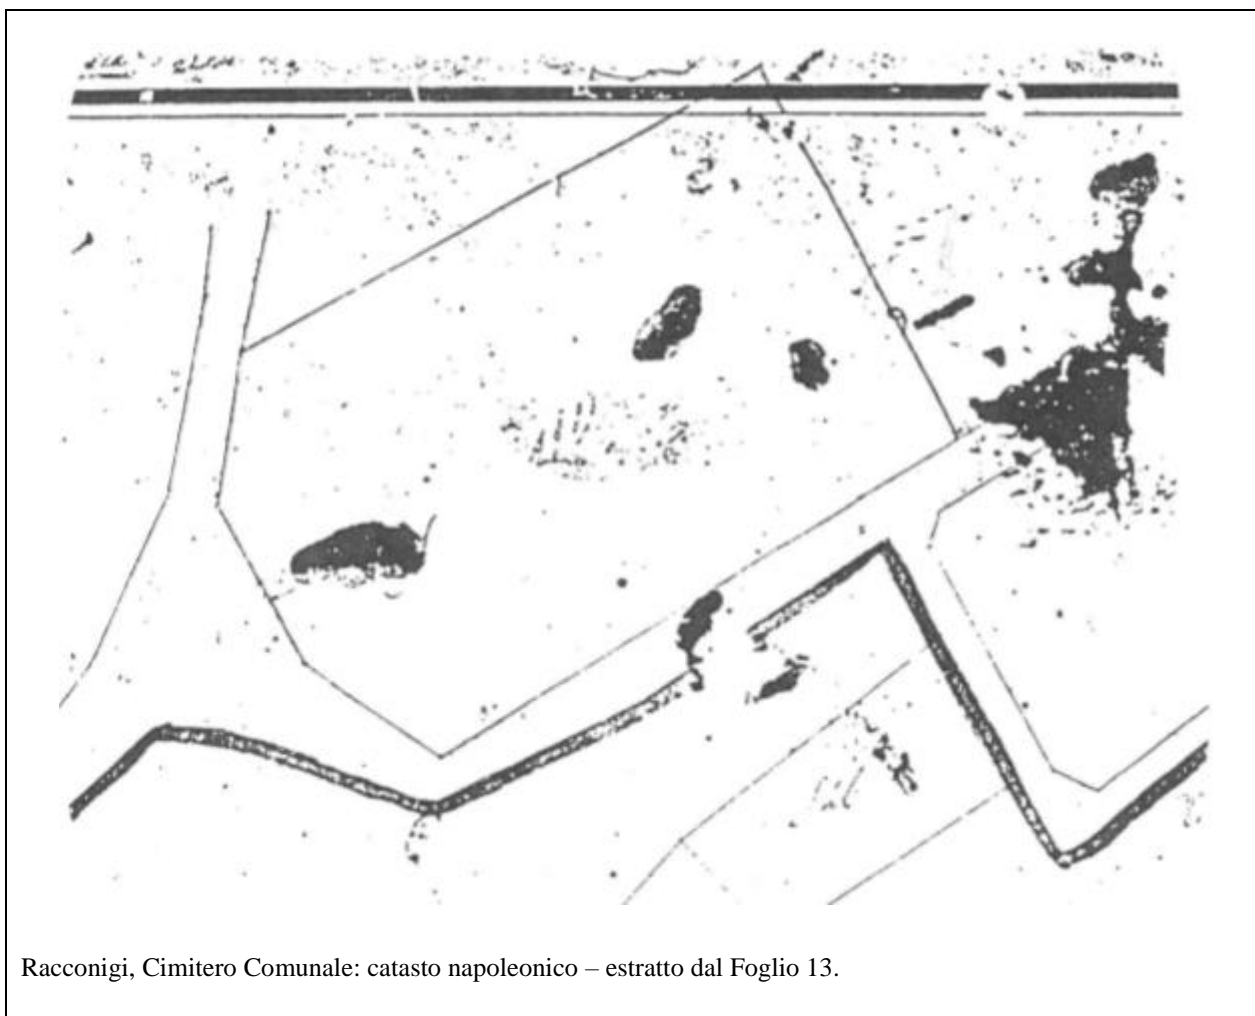 Racconigi, Cimitero Comunale: catasto napoleonico – estratto dal Foglio 13.